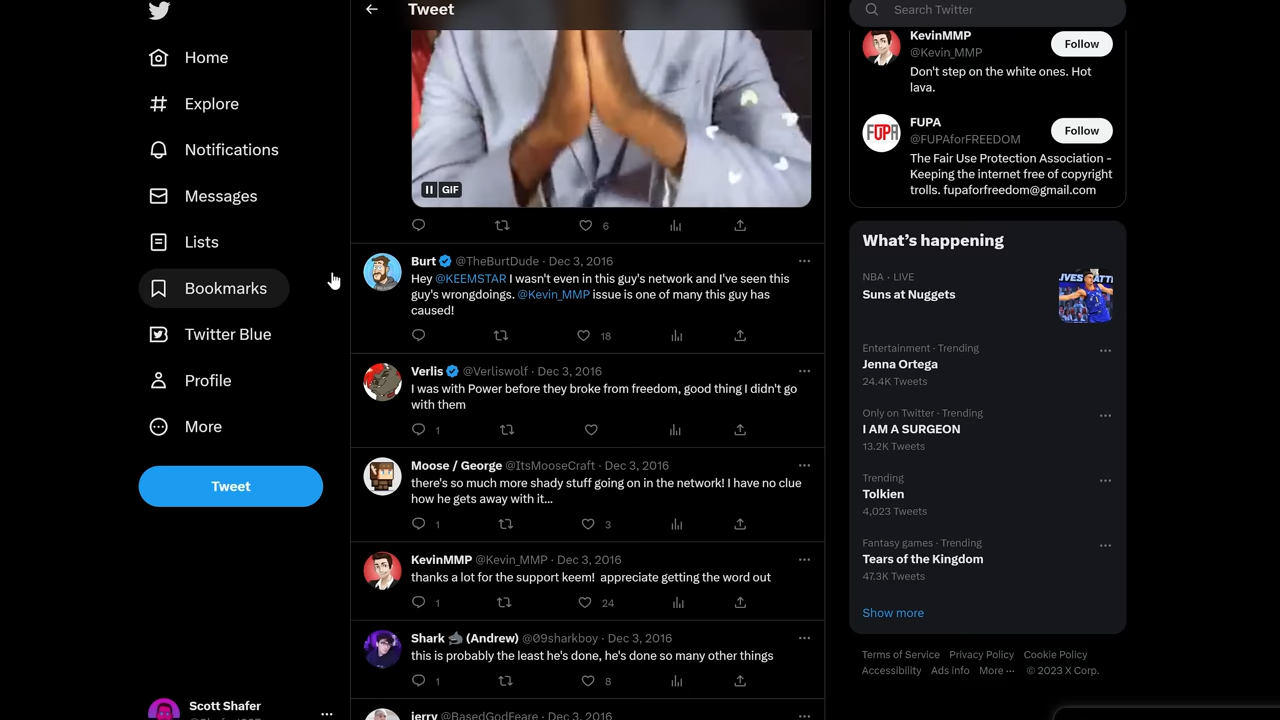 Home
Explore
Notifications
Messages
Lists
Bookmarks
Twitter Blue
Profile
More
Tweet
Scott Shafer
Tweet
GIF
6
Burt @TheBurtDude · Dec 3, 2016
Hey @KEEMSTAR I wasn't even in this guy's network and I've seen this
guy's wrongdoings. @Kevin_MMP issue is one of many this guy has
caused!
18
Verlis @Verliswolf · Dec 3, 2016
I was with Power before they broke from freedom, good thing I didn't go
with them
1
Moose / George @ItsMooseCraft · Dec 3, 2016
there's so much more shady stuff going on in the network! I have no clue
how he gets away with it...
1 3
KevinMMP @Kevin_MMP · Dec 3, 2016
thanks a lot for the support keem! appreciate getting the word out
1 24
Shark 🦈 (Andrew) @09sharkboy · Dec 3, 2016
this is probably the least he's done, he's done so many other things
1 8
jerry @BasedGodFeare · Dec 3, 2016
Search Twitter
KevinMMP
@Kevin_MMP
Follow
Don't step on the white ones. Hot
lava.
FUPA
@FUPAforFREEDOM
Follow
The Fair Use Protection Association -
Keeping the internet free of copyright
trolls. fupaforfreedom@gmail.com
What's happening
NBA · LIVE
Suns at Nuggets
Entertainment · Trending
Jenna Ortega
24.4K Tweets
Only on Twitter · Trending
I AM A SURGEON
13.2K Tweets
Trending
Tolkien
4,023 Tweets
Fantasy games · Trending
Tears of the Kingdom
47.3K Tweets
Show more
Terms of Service Privacy Policy Cookie Policy
Accessibility Ads info More ··· © 2023 X Corp.